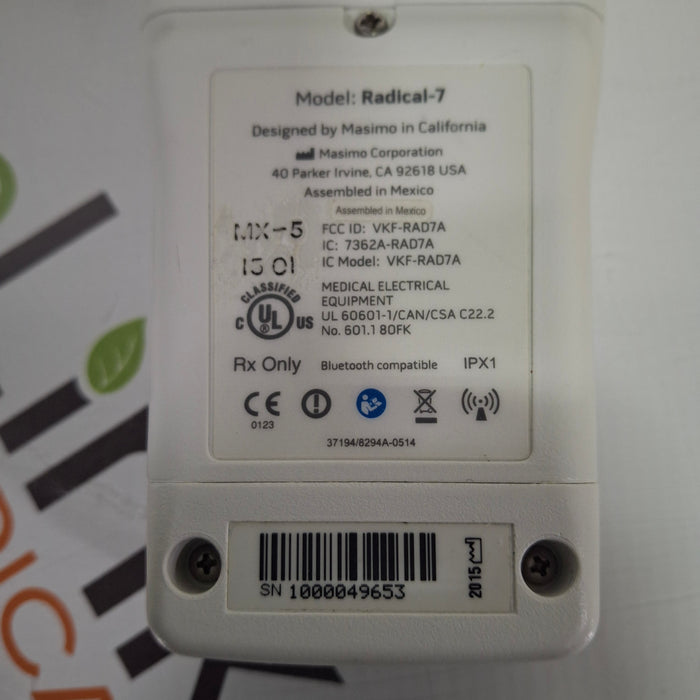 Model: Radical-7
Designed by Masimo in California
Masimo Corporation
40 Parker Irvine, CA 92618 USA
Assembled in Mexico
Assembled in Mexico
MX-5
1501
FCC ID: VKF-RAD7A
IC: 7362A-RAD7A
IC Model: VKF-RAD7A
CLASSIFIED
C UL US
MEDICAL ELECTRICAL
EQUIPMENT
UL 60601-1/CAN/CSA C22.2
No. 601.1 80FK
Rx Only
Bluetooth compatible
IPX1
CE
0123
37194/8294A-0514
SN 1000049653
2015